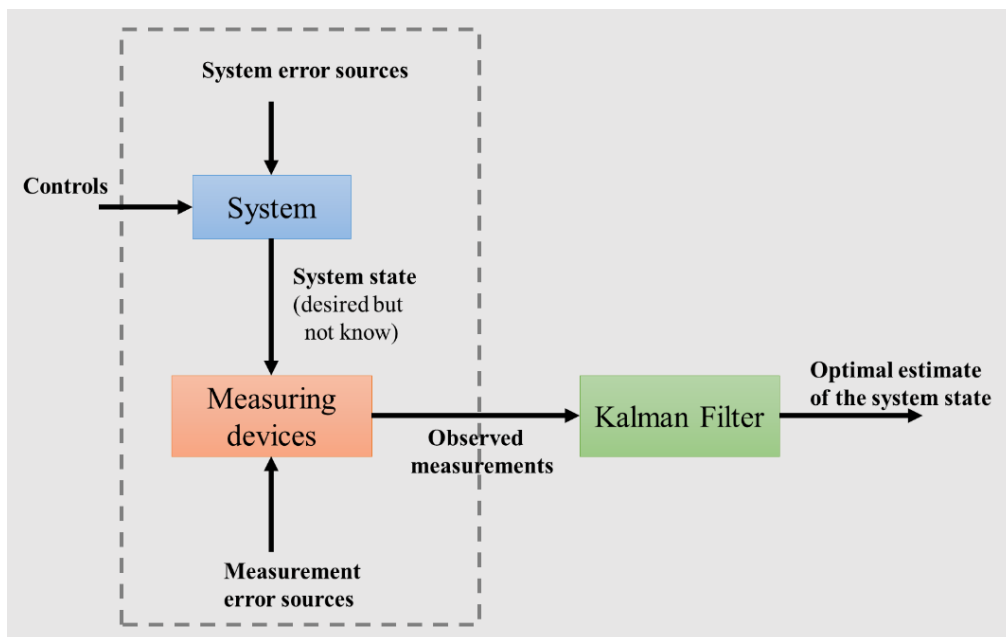 System error sources
Controls
System
System state
(desired but
not know)
Measuring
devices
Observed
measurements
Kalman Filter
Optimal estimate
of the system state
Measurement
error sources